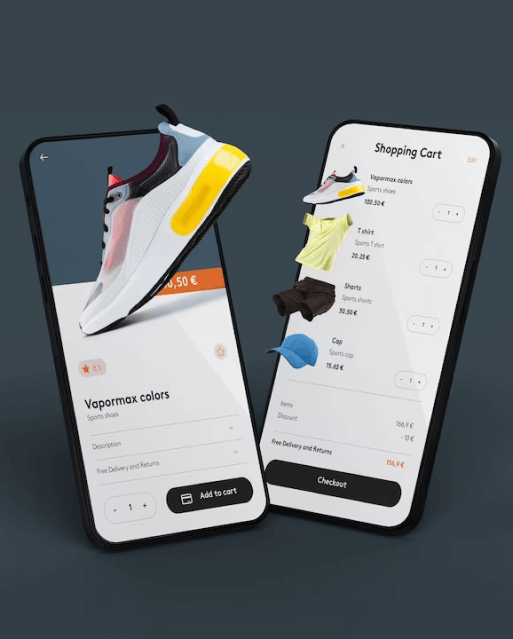 0,50 €
4.5
Vapormax colors
Sports shoes
Description
Free Delivery and Returns
- 1 +
Add to cart
Shopping Cart
Edit
Vapormax colors
Sports shoes
100.50 €
- 1 +
T shirt
Sports T shirt
20.25 €
- 1 +
Shorts
Sports shorts
30.50 €
- 1 +
Cap
Sports cap
15.65 €
- 1 +
Items
166,9 €
Discount
- 10 €
Free Delivery and Returns
156,9 €
Checkout